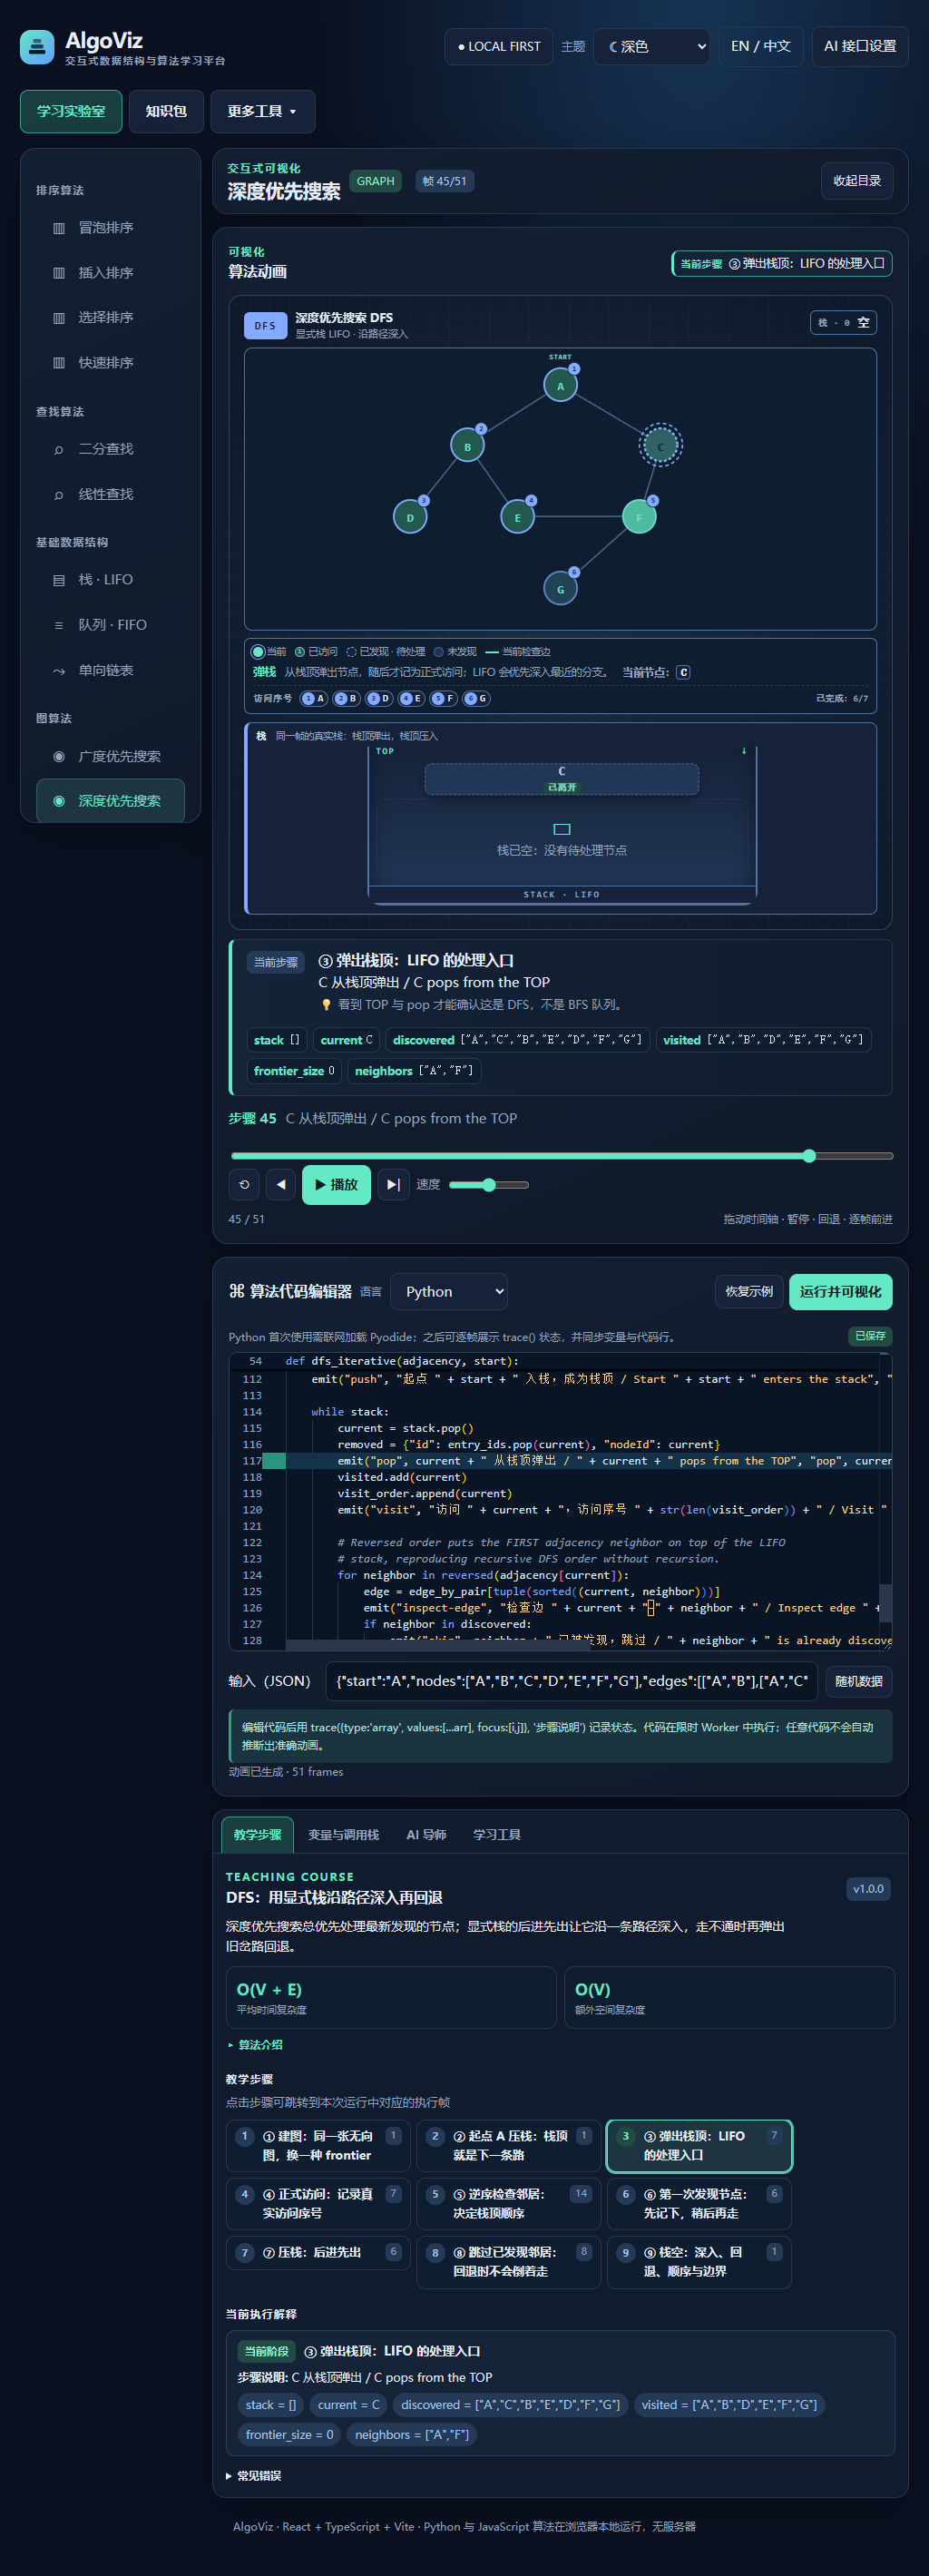 AlgoViz
交互式数据结构与算法学习平台
● LOCAL FIRST
主题
☾ 深色
EN / 中文
AI 接口设置
学习实验室
知识包
更多工具 ▾
排序算法
冒泡排序
插入排序
选择排序
快速排序
查找算法
二分查找
线性查找
基础数据结构
栈 · LIFO
队列 · FIFO
单向链表
图算法
广度优先搜索
深度优先搜索
交互式可视化
深度优先搜索
GRAPH
帧 45/51
收起目录
可视化
算法动画
当前步骤 ③ 弹出栈顶：LIFO 的处理入口
DFS
深度优先搜索 DFS
显式栈 LIFO · 沿路径深入
栈 · 0 空
START
A 1
B 2
C
D 3
E 4
F 5
G 6
当前 已访问 已发现 · 待处理 未发现 当前检查边
弹栈 从栈顶弹出节点，随后才记为正式访问；LIFO 会优先深入最近的分支。 当前节点： C
访问序号 1 A 2 B 3 D 4 E 5 F 6 G 已完成: 6/7
栈 同一帧的真实栈：栈顶弹出，栈顶压入
TOP ↓
C
已离开
栈已空：没有待处理节点
STACK · LIFO
当前步骤
③ 弹出栈顶：LIFO 的处理入口
C 从栈顶弹出 / C pops from the TOP
💡 看到 TOP 与 pop 才能确认这是 DFS，不是 BFS 队列。
stack []
current C
discovered ["A","C","B","E","D","F","G"]
visited ["A","B","D","E","F","G"]
frontier_size 0
neighbors ["A","F"]
步骤 45 C 从栈顶弹出 / C pops from the TOP
⟲ ◀ ▶ 播放 ▶| 速度
45 / 51
拖动时间轴 · 暂停 · 回退 · 逐帧前进
⌘ 算法代码编辑器
语言
Python
恢复示例
运行并可视化
Python 首次使用需联网加载 Pyodide；之后可逐帧展示 trace() 状态，并同步变量与代码行。
已保存
54 def dfs_iterative(adjacency, start):
112 emit("push", "起点 " + start + " 入栈，成为栈顶 / Start " + start + " enters the stack", "
113
114 while stack:
115 current = stack.pop()
116 removed = {"id": entry_ids.pop(current), "nodeId": current}
117 emit("pop", current + " 从栈顶弹出 / " + current + " pops from the TOP", "pop", curren
118 visited.add(current)
119 visit_order.append(current)
120 emit("visit", "访问 " + current + "，访问序号 " + str(len(visit_order)) + " / Visit "
121
122 # Reversed order puts the FIRST adjacency neighbor on top of the LIFO
123 # stack, reproducing recursive DFS order without recursion.
124 for neighbor in reversed(adjacency[current]):
125 edge = edge_by_pair[tuple(sorted((current, neighbor)))]
126 emit("inspect-edge", "检查边 " + current + "–" + neighbor + " / Inspect edge " +
127 if neighbor in discovered:
128 emit("skip", neighbor + " 已被发现，跳过 / " + neighbor + " is already discove
输入（JSON）
{"start":"A","nodes":["A","B","C","D","E","F","G"],"edges":[["A","B"],["A","C"
随机数据
编辑代码后用 trace({type:'array', values:[...arr], focus:[i,j]}, '步骤说明') 记录状态。代码在限时 Worker 中执行；任意代码不会自动
推断出准确动画。
动画已生成 · 51 frames
教学步骤
变量与调用栈
AI 导师
学习工具
TEACHING COURSE
DFS：用显式栈沿路径深入再回退
v1.0.0
深度优先搜索总优先处理最新发现的节点；显式栈的后进先出让它沿一条路径深入，走不通时再弹出
旧岔路回退。
O(V + E)
平均时间复杂度
O(V)
额外空间复杂度
▸ 算法介绍
教学步骤
点击步骤可跳转到本次运行中对应的执行帧
1 ① 建图：同一张无向 1
图，换一种 frontier
2 ② 起点 A 压栈：栈顶 1
就是下一条路
3 ③ 弹出栈顶：LIFO 7
的处理入口
4 ④ 正式访问：记录真 7
实访问序号
5 ⑤ 逆序检查邻居： 14
决定栈顶顺序
6 ⑥ 第一次发现节点： 6
先记下，稍后再走
7 ⑦ 压栈：后进先出 6
8 ⑧ 跳过已发现邻居： 8
回退时不会倒着走
9 ⑨ 栈空：深入、回 1
退、顺序与边界
当前执行解释
当前阶段 ③ 弹出栈顶：LIFO 的处理入口
步骤说明: C 从栈顶弹出 / C pops from the TOP
stack = []
current = C
discovered = ["A","C","B","E","D","F","G"]
visited = ["A","B","D","E","F","G"]
frontier_size = 0
neighbors = ["A","F"]
▶ 常见错误
AlgoViz · React + TypeScript + Vite · Python 与 JavaScript 算法在浏览器本地运行，无服务器